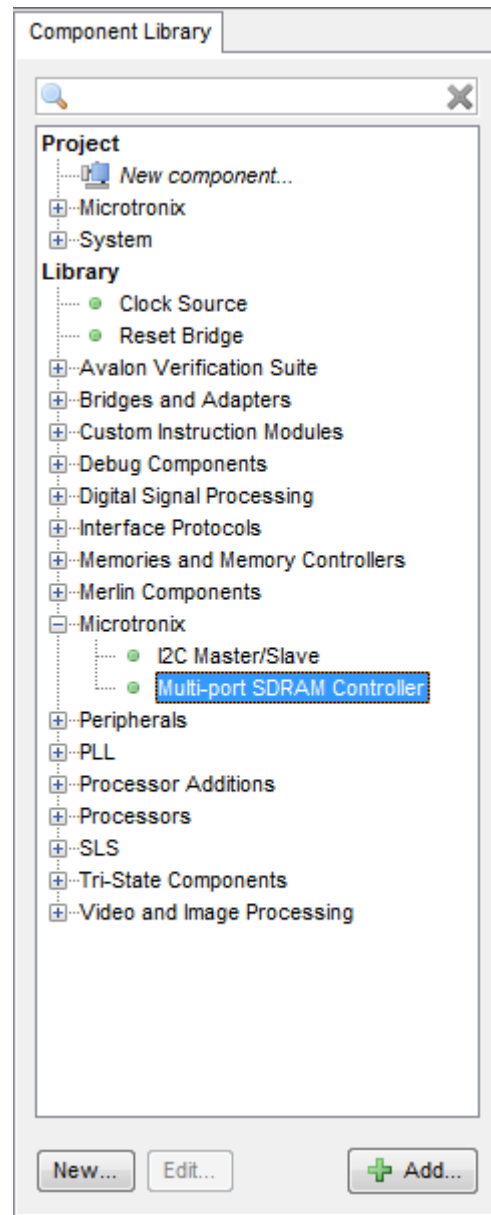 Component Library
Project
New component...
Microtronix
System
Library
Clock Source
Reset Bridge
Avalon Verification Suite
Bridges and Adapters
Custom Instruction Modules
Debug Components
Digital Signal Processing
Interface Protocols
Memories and Memory Controllers
Merlin Components
Microtronix
I2C Master/Slave
Multi-port SDRAM Controller
Peripherals
PLL
Processor Additions
Processors
SLS
Tri-State Components
Video and Image Processing
New... Edit... Add...